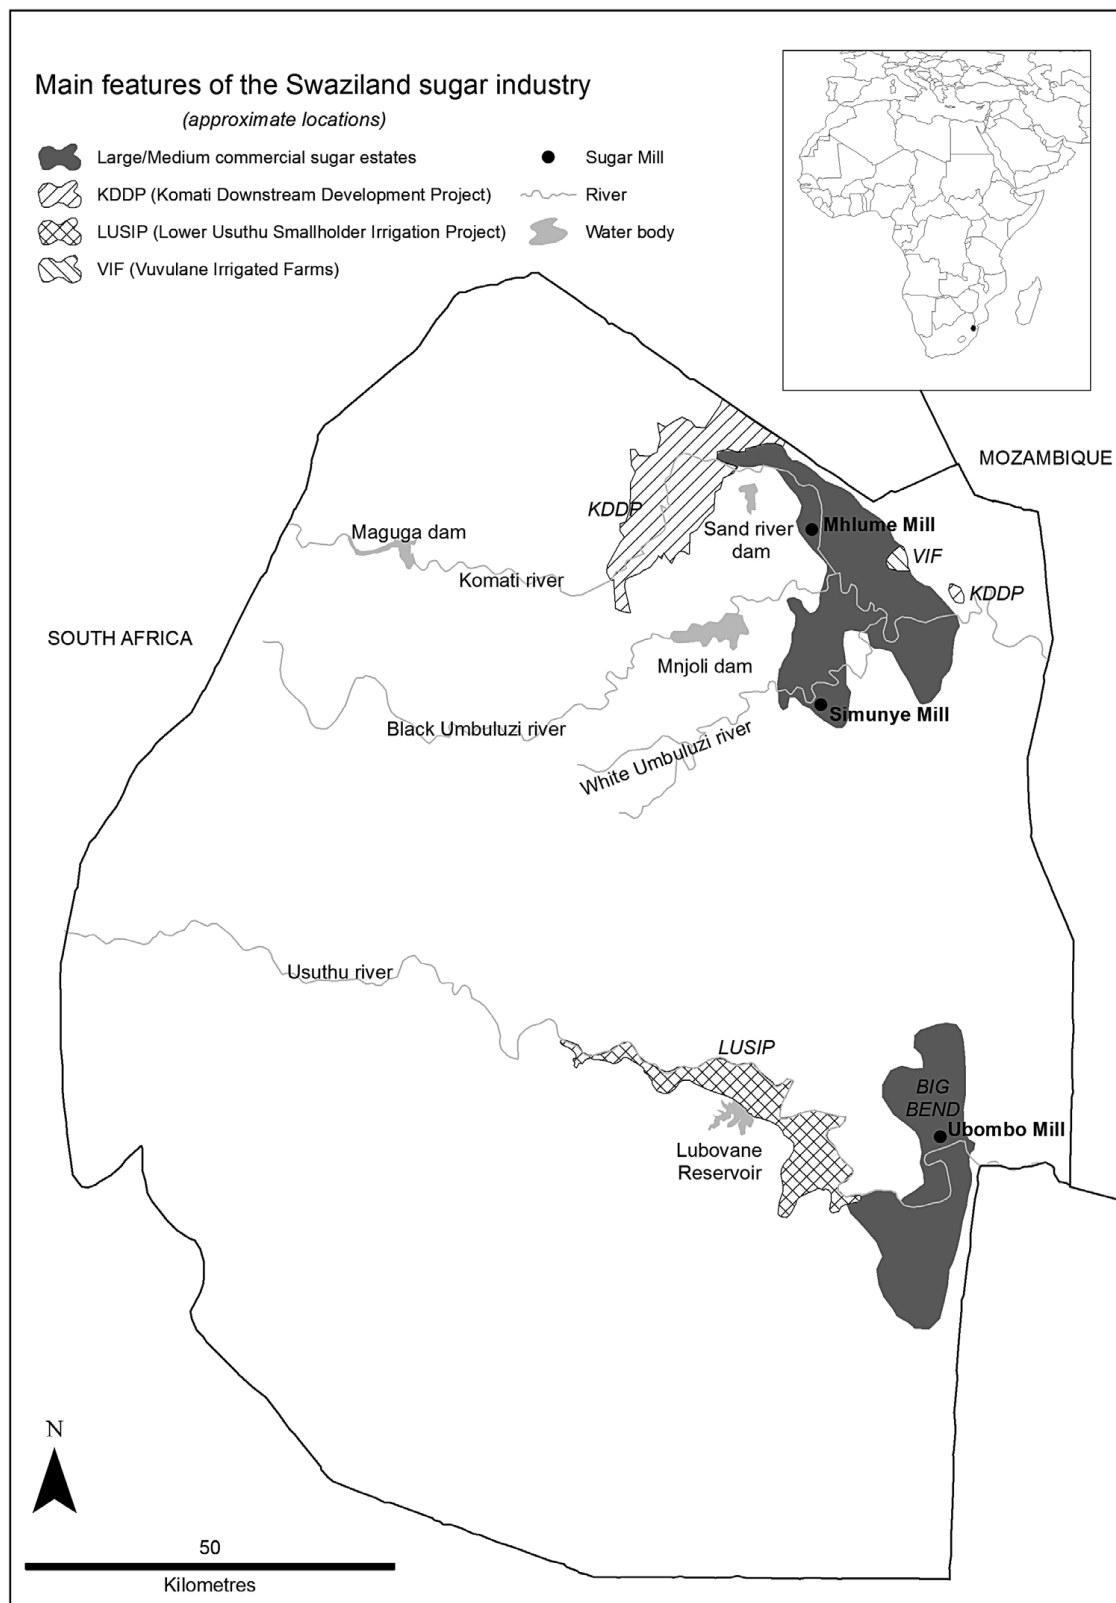 Main features of the Swaziland sugar industry
(approximate locations)
Large/Medium commercial sugar estates
KDDP (Komati Downstream Development Project)
LUSIP (Lower Usuthu Smallholder Irrigation Project)
VIF (Vuvulane Irrigated Farms)
Sugar Mill
River
Water body
MOZAMBIQUE
KDDP
Sand river
dam
Mhlume Mill
VIF
KDDP
Maguga dam
Komati river
SOUTH AFRICA
Mnjoli dam
Black Umbuluzi river
Simunye Mill
White Umbuluzi river
Usuthu river
LUSIP
BIG
BEND
Ubombo Mill
Lubovane
Reservoir
N
50
Kilometres